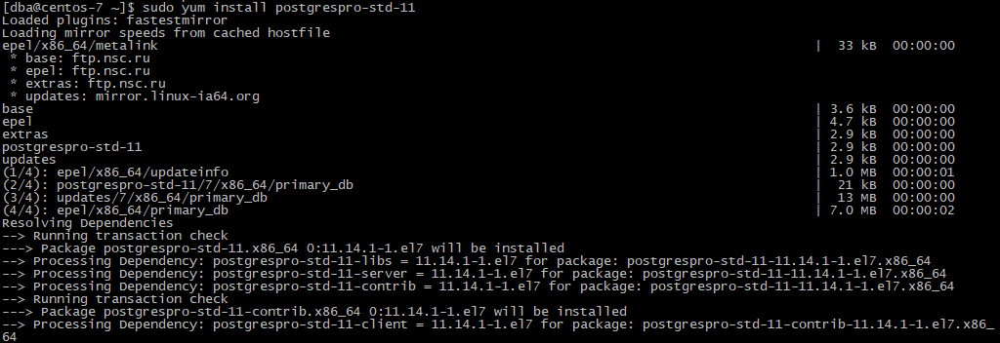 [dba@centos-7 ~]$ sudo yum install postgrespro-std-11
Loaded plugins: fastestmirror
Loading mirror speeds from cached hostfile
epel/x86_64/metalink | 33 kB 00:00:00
 * base: ftp.nsc.ru
 * epel: ftp.nsc.ru
 * extras: ftp.nsc.ru
 * updates: mirror.linux-ia64.org
base | 3.6 kB 00:00:00
epel | 4.7 kB 00:00:00
extras | 2.9 kB 00:00:00
postgrespro-std-11 | 2.9 kB 00:00:00
updates | 2.9 kB 00:00:00
(1/4): epel/x86_64/updateinfo | 1.0 MB 00:00:01
(2/4): postgrespro-std-11/7/x86_64/primary_db | 21 kB 00:00:00
(3/4): updates/7/x86_64/primary_db | 13 MB 00:00:00
(4/4): epel/x86_64/primary_db | 7.0 MB 00:00:02
Resolving Dependencies
--> Running transaction check
---> Package postgrespro-std-11.x86_64 0:11.14.1-1.el7 will be installed
--> Processing Dependency: postgrespro-std-11-libs = 11.14.1-1.el7 for package: postgrespro-std-11-11.14.1-1.el7.x86_64
--> Processing Dependency: postgrespro-std-11-server = 11.14.1-1.el7 for package: postgrespro-std-11-11.14.1-1.el7.x86_64
--> Processing Dependency: postgrespro-std-11-contrib = 11.14.1-1.el7 for package: postgrespro-std-11-11.14.1-1.el7.x86_64
--> Running transaction check
---> Package postgrespro-std-11-contrib.x86_64 0:11.14.1-1.el7 will be installed
--> Processing Dependency: postgrespro-std-11-client = 11.14.1-1.el7 for package: postgrespro-std-11-contrib-11.14.1-1.el7.x86_
64